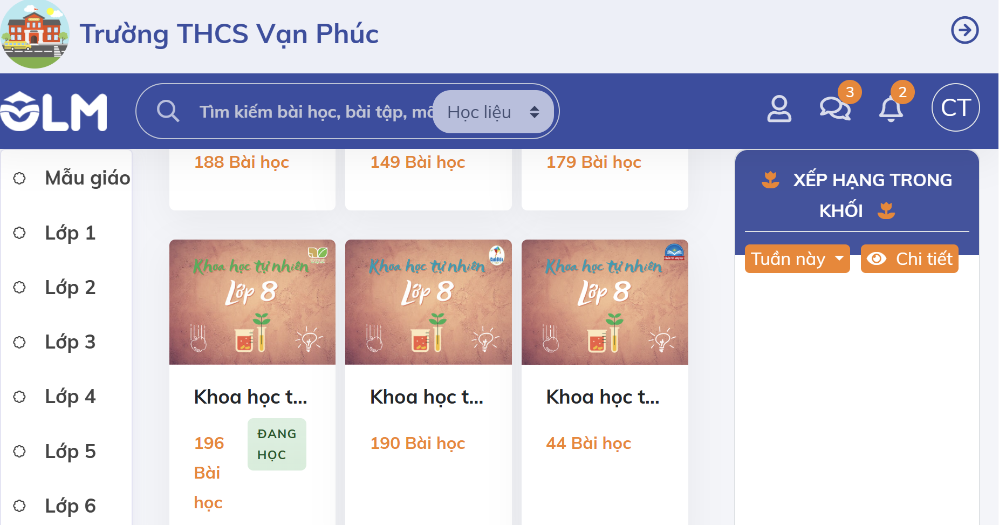 Trường THCS Vạn Phúc
OLM
Tìm kiếm bài học, bài tập, mã
Học liệu
3
2
CT
Mẫu giáo
Lớp 1
Lớp 2
Lớp 3
Lớp 4
Lớp 5
Lớp 6
188 Bài học
149 Bài học
179 Bài học
Khoa học tự nhiên
Lớp 8
Khoa học t...
196
Bài
học
ĐANG
HỌC
Cánh Diều
Khoa học tự nhiên
Lớp 8
Khoa học t...
190 Bài học
Khoa học tự nhiên
Lớp 8
Khoa học t...
44 Bài học
XẾP HẠNG TRONG
KHỐI
Tuần này
Chi tiết